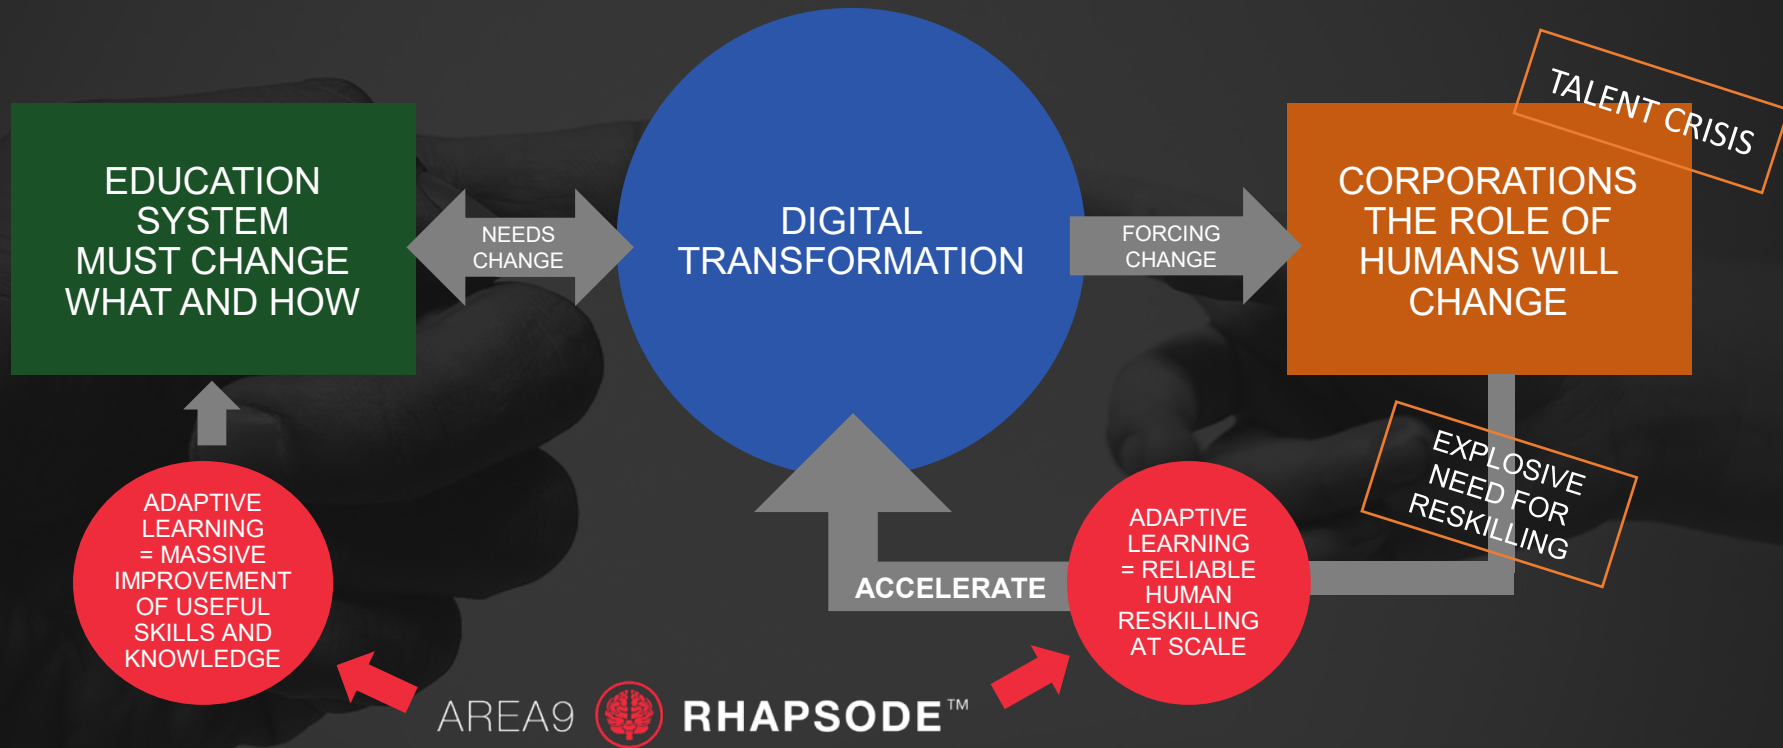 TALENT CRISIS
EDUCATION
SYSTEM
MUST CHANGE
WHAT AND HOW
NEEDS
CHANGE
DIGITAL
TRANSFORMATION
FORCING
CHANGE
CORPORATIONS
THE ROLE OF
HUMANS WILL
CHANGE
EXPLOSIVE
NEED FOR
RESKILLING
ADAPTIVE
LEARNING
= MASSIVE
IMPROVEMENT
OF USEFUL
SKILLS AND
KNOWLEDGE
ACCELERATE
ADAPTIVE
LEARNING
= RELIABLE
HUMAN
RESKILLING
AT SCALE
AREA9 RHAPSODE™